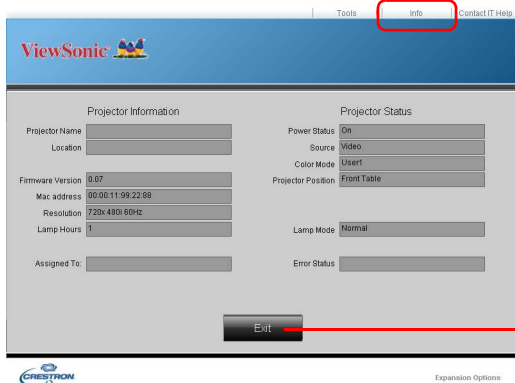 Tools Info Contact IT Help
ViewSonic
Projector Information
Projector Name
Location
Firmware Version 0.07
Mac address 00:00:11:99:22:88
Resolution 720x 480i 60Hz
Lamp Hours 1
Assigned To:
Projector Status
Power Status On
Source Video
Color Mode User1
Projector Position Front Table
Lamp Mode Normal
Error Status
Exit
CRESTRON
Expansion Options